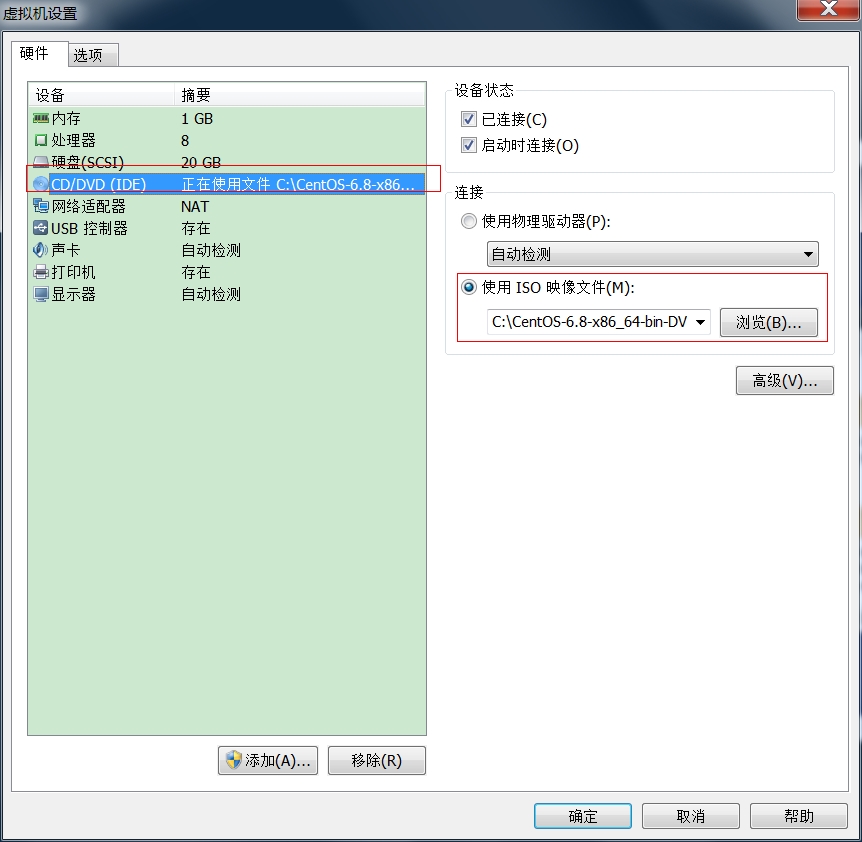 虚拟机设置
硬件 选项
设备 摘要
内存 1 GB
处理器 8
硬盘(SCSI) 20 GB
CD/DVD (IDE) 正在使用文件 C:\CentOS-6.8-x86...
网络适配器 NAT
USB 控制器 存在
声卡 自动检测
打印机 存在
显示器 自动检测
添加(A)... 移除(R)
设备状态
已连接(C)
启动时连接(O)
连接
使用物理驱动器(P):
自动检测
使用 ISO 映像文件(M):
C:\CentOS-6.8-x86_64-bin-DV 浏览(B)...
高级(V)...
确定 取消 帮助